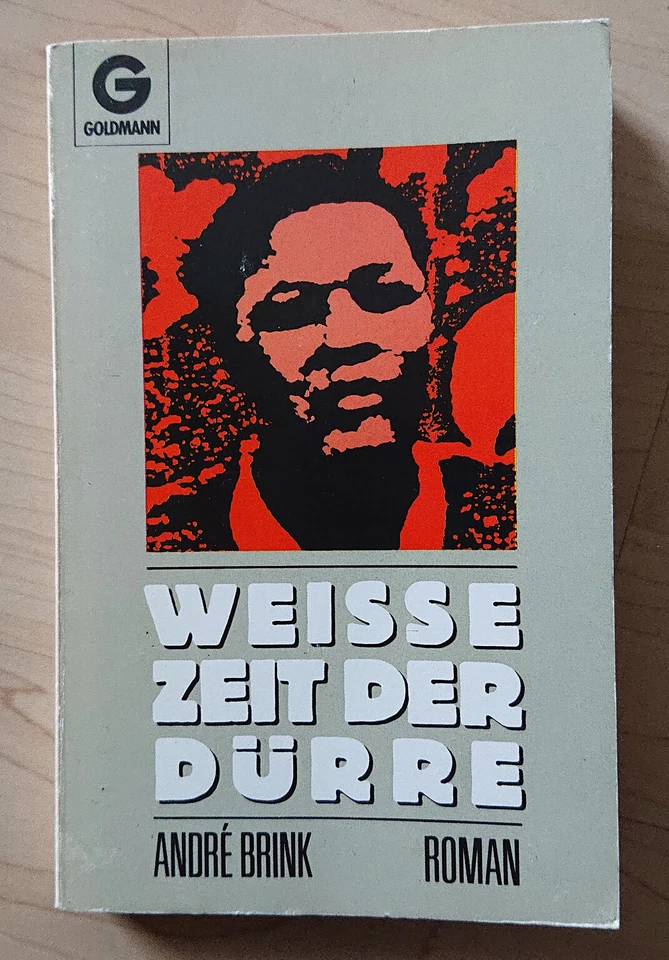 G
GOLDMANN
WEISSE
ZEIT DER
DÜRRE
ANDRÉ BRINK ROMAN